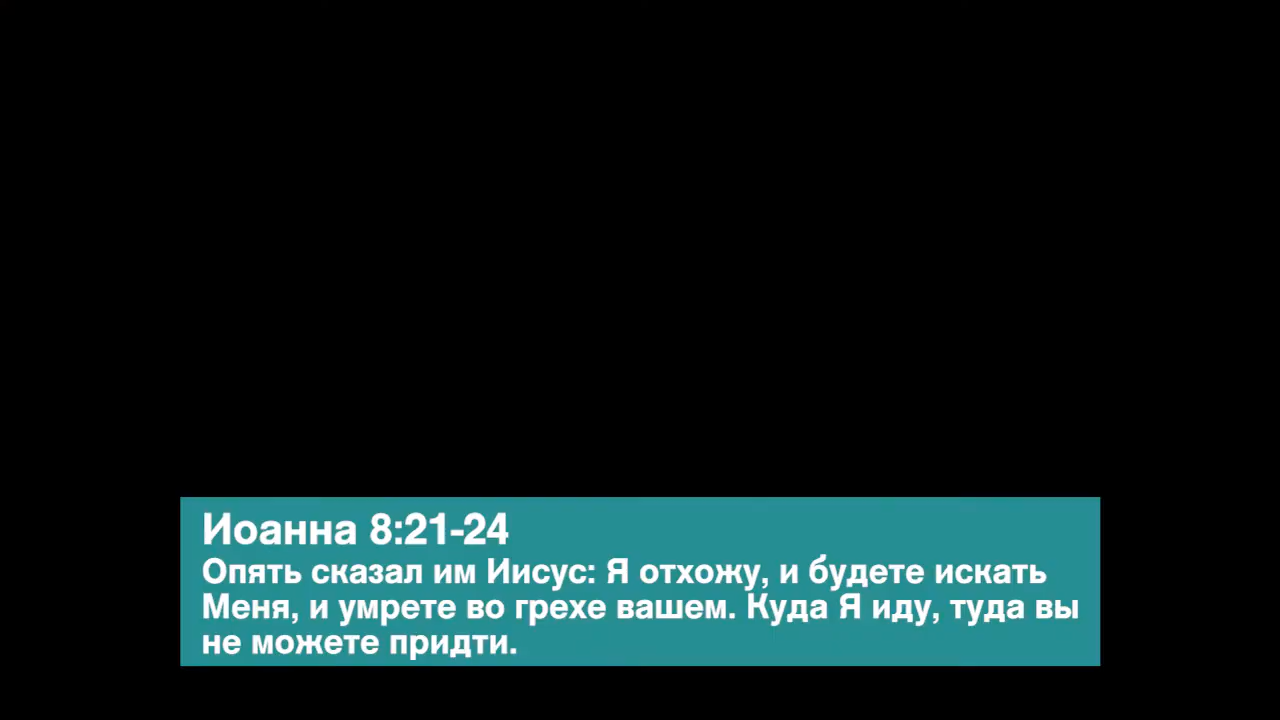 Иоанна 8:21-24
Опять сказал им Иисус: Я отхожу, и будете искать
Меня, и умрете во грехе вашем. Куда Я иду, туда вы
не можете придти.